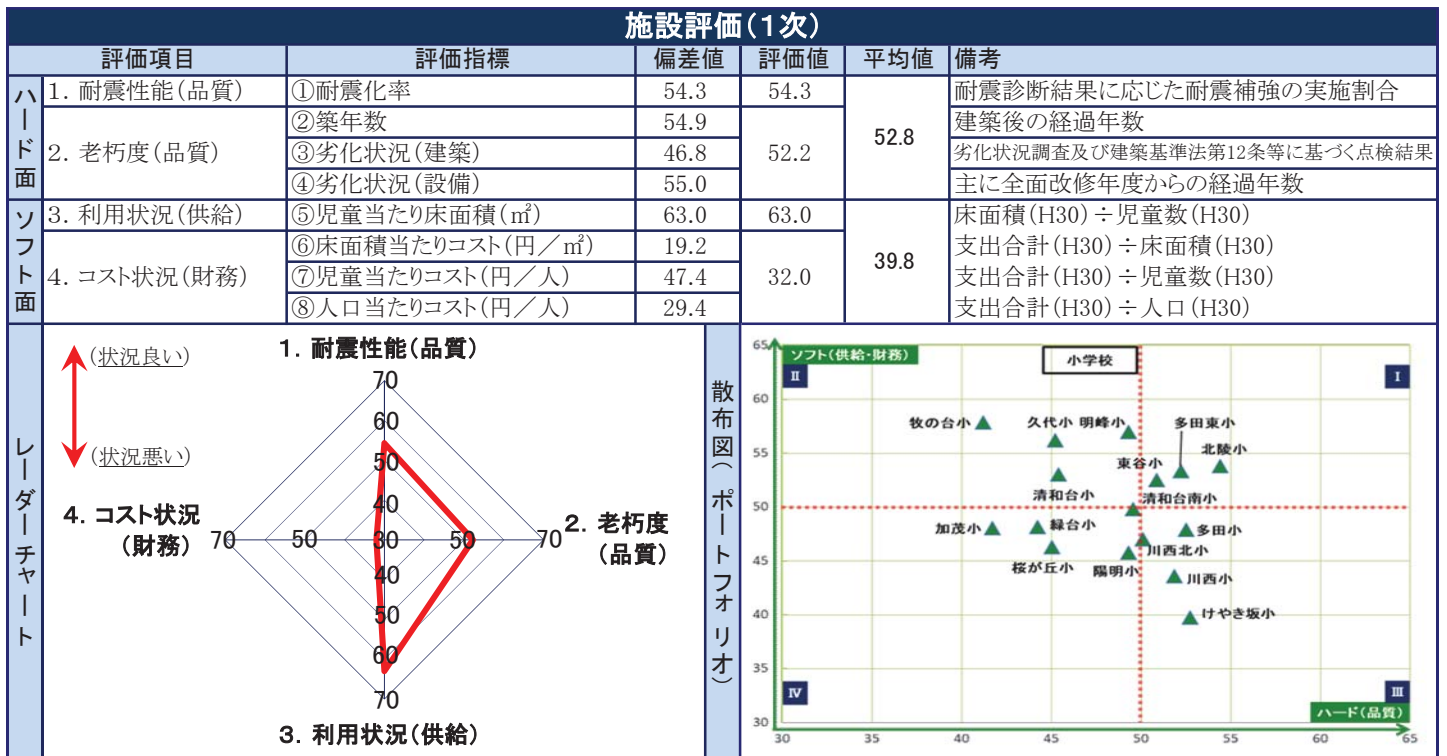 施設評価(1次)
評価項目 評価指標 偏差値 評価値 平均値 備考
ハード面
1. 耐震性能(品質) ①耐震化率 54.3 54.3 52.8 耐震診断結果に応じた耐震補強の実施割合
2. 老朽度(品質) ②築年数 54.9 52.2 建築後の経過年数
③劣化状況(建築) 46.8 劣化状況調査及び建築基準法第12条等に基づく点検結果
④劣化状況(設備) 55.0 主に全面改修年度からの経過年数
ソフト面
3. 利用状況(供給) ⑤児童当たり床面積(㎡) 63.0 63.0 39.8 床面積(H30)÷児童数(H30)
4. コスト状況(財務) ⑥床面積当たりコスト(円/㎡) 19.2 32.0 支出合計(H30)÷床面積(H30)
⑦児童当たりコスト(円/人) 47.4 支出合計(H30)÷児童数(H30)
⑧人口当たりコスト(円/人) 29.4 支出合計(H30)÷人口(H30)
レーダーチャート
(状況良い)
(状況悪い)
1. 耐震性能(品質)
70
60
50
40
4. コスト状況
(財務)
70 50 30 50 70
2. 老朽度
(品質)
40
50
60
70
3. 利用状況(供給)
散布図(ポートフォリオ)
65
ソフト(供給・財務)
小学校
II
I
60
牧の台小
久代小
明峰小
多田東小
北陵小
55
東谷小
清和台小
清和台南小
50
加茂小
緑台小
多田小
川西北小
45
桜が丘小
陽明小
川西小
40
けやき坂小
35
IV
III
ハード(品質)
30
30 35 40 45 50 55 60 65